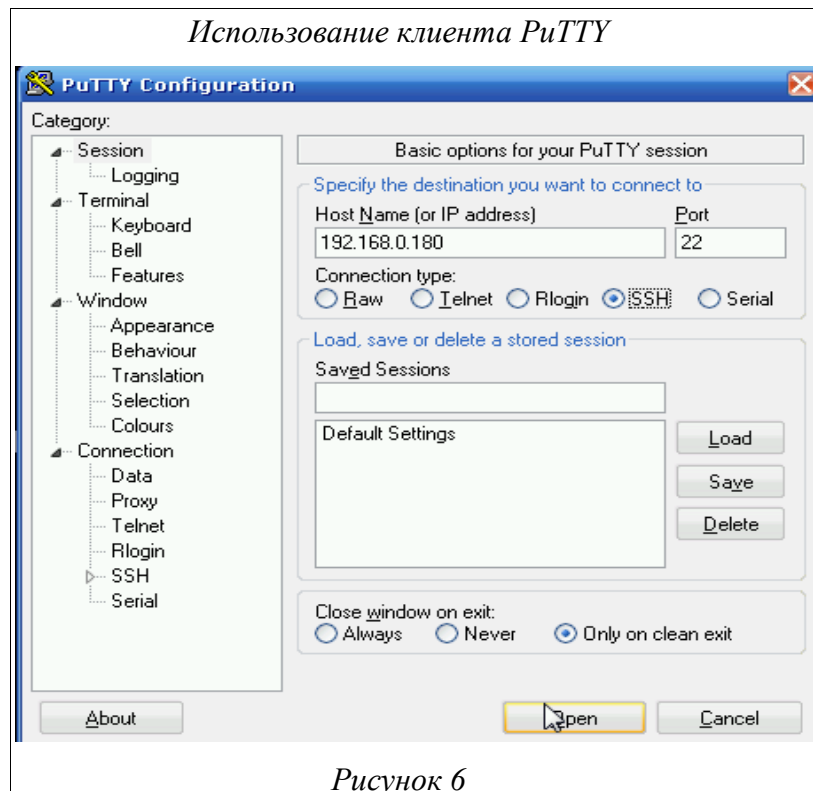 Использование клиента PuTTY
PuTTY Configuration
Category:
Session
Logging
Terminal
Keyboard
Bell
Features
Window
Appearance
Behaviour
Translation
Selection
Colours
Connection
Data
Proxy
Telnet
Rlogin
SSH
Serial
Basic options for your PuTTY session
Specify the destination you want to connect to
Host Name (or IP address) Port
192.168.0.180 22
Connection type:
Raw Telnet Rlogin SSH Serial
Load, save or delete a stored session
Saved Sessions
Default Settings
Load
Save
Delete
Close window on exit:
Always Never Only on clean exit
About Open Cancel
Рисунок 6